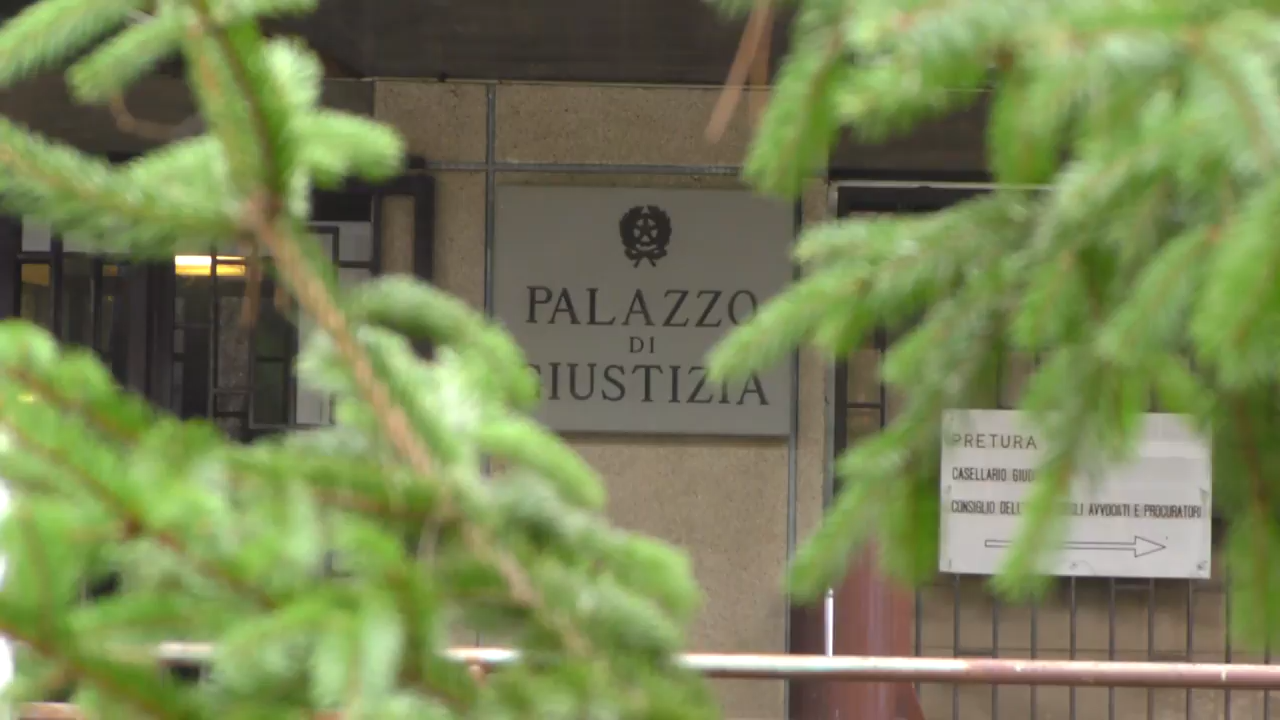 PALAZZO
DI
GIUSTIZIA
PRETURA
CASELLARIO
CONSIGLIO AVVOCATI E PROCURATORI